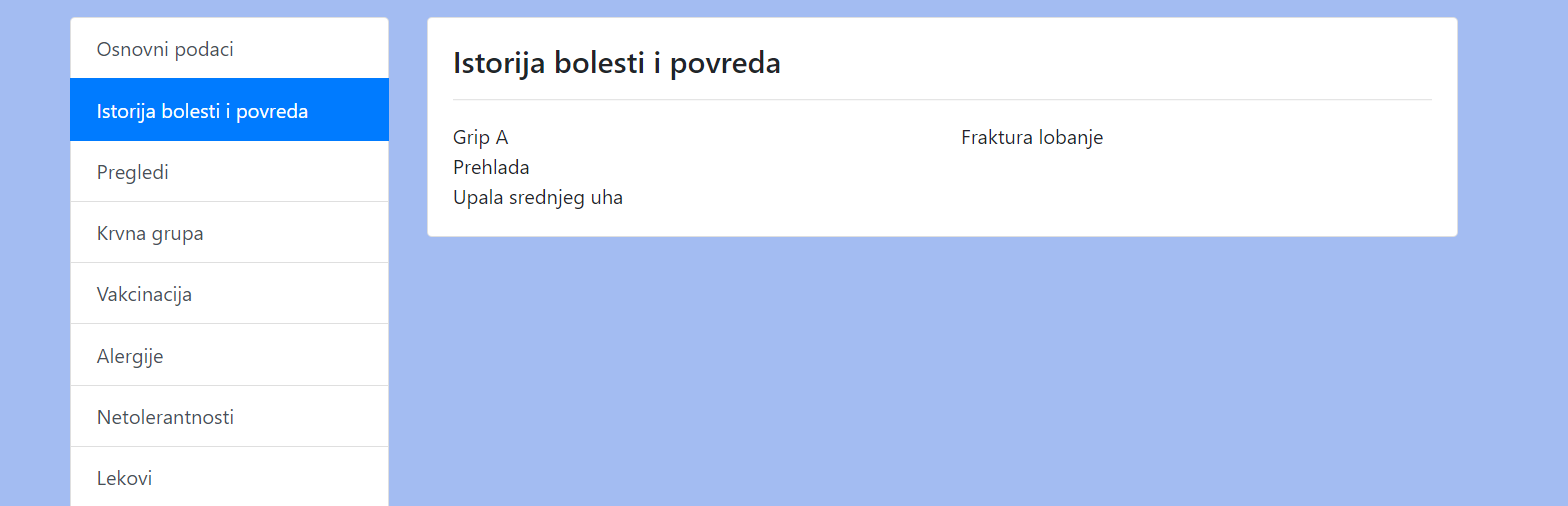 Osnovni podaci
Istorija bolesti i povreda
Pregledi
Krvna grupa
Vakcinacija
Alergije
Netolerantnosti
Lekovi
Istorija bolesti i povreda
Grip A
Prehlada
Upala srednjeg uha
Fraktura lobanje